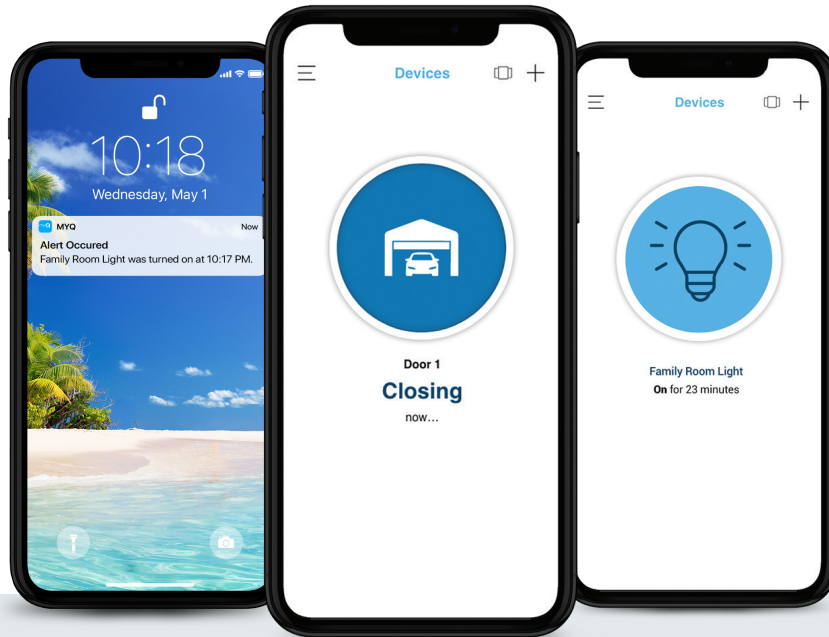 10:18
Wednesday, May 1
MYQ
Now
Alert Occured
Family Room Light was turned on at 10:17 PM.
Devices
Door 1
Closing
now...
Devices
Family Room Light
On for 23 minutes